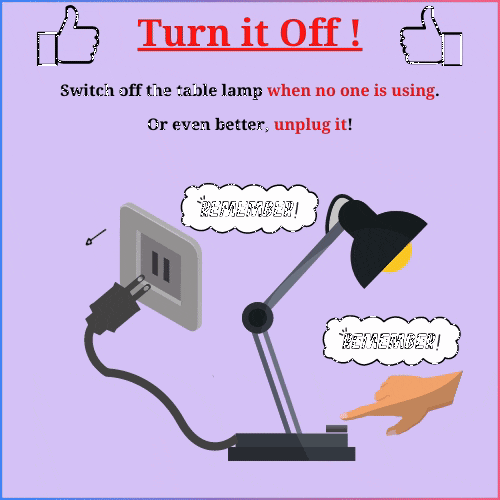 Turn it Off !
Switch off the table lamp when no one is using.
Or even better, unplug it!
REMEMBER!
REMEMBER!